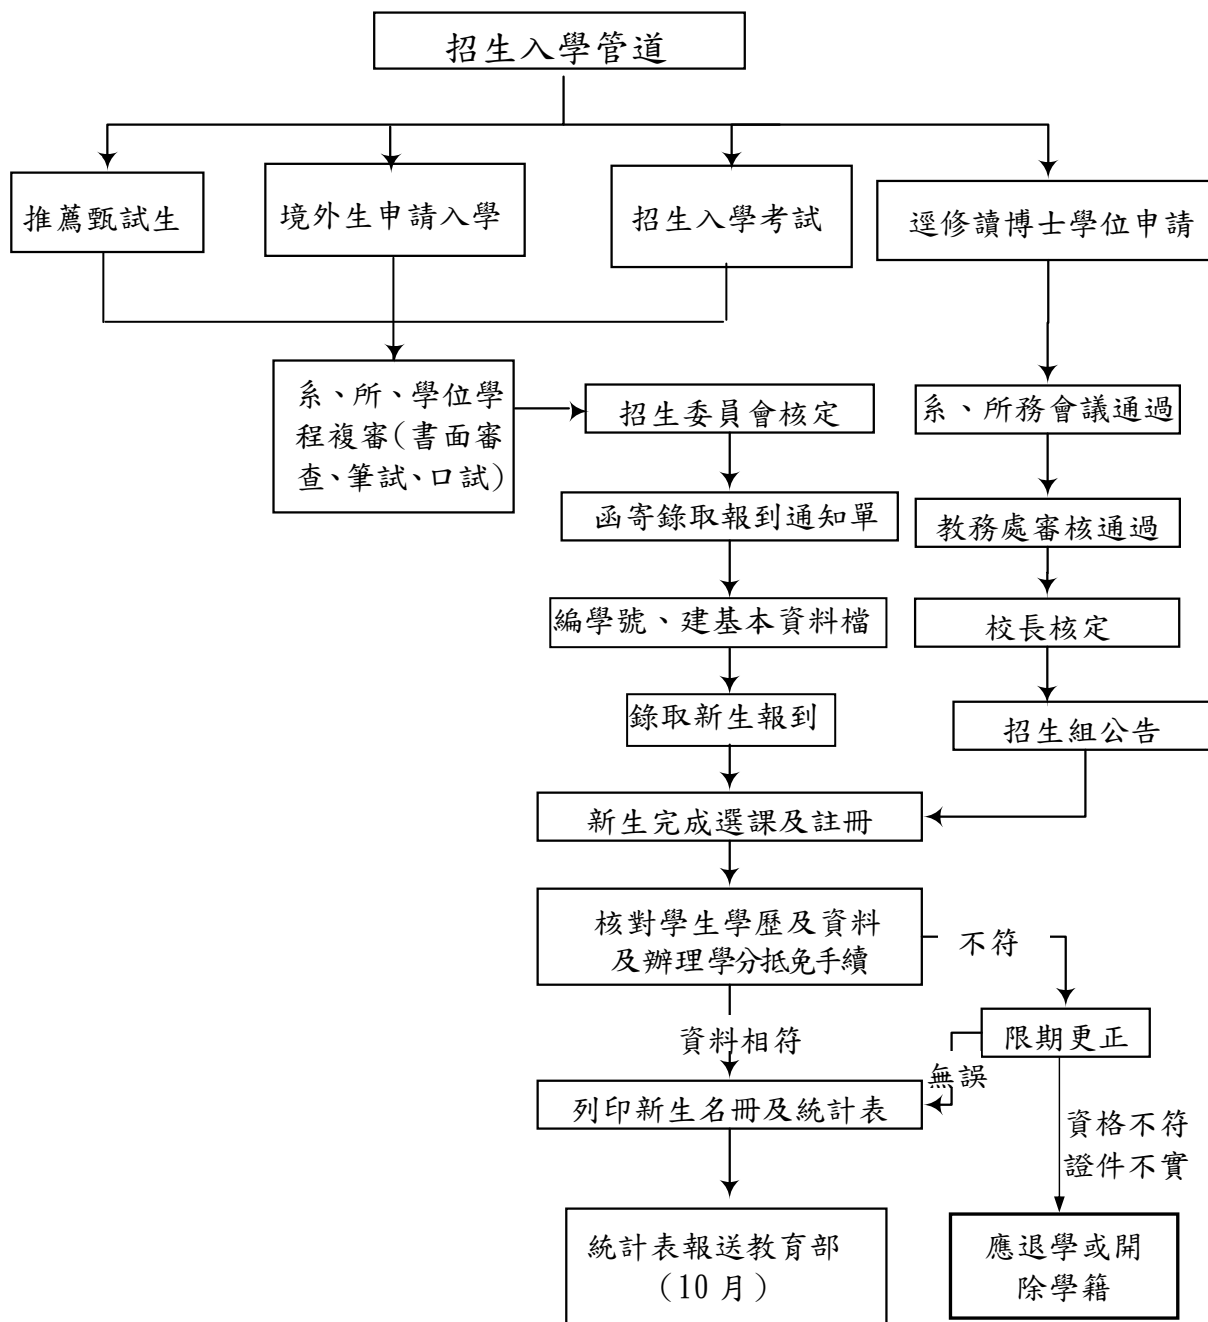 招生入學管道
推薦甄試生
境外生申請入學
招生入學考試
逕修讀博士學位申請
系、所、學位學
程複審(書面審
查、筆試、口試)
招生委員會核定
系、所務會議通過
函寄錄取報到通知單
教務處審核通過
編學號、建基本資料檔
校長核定
錄取新生報到
招生組公告
新生完成選課及註冊
核對學生學歷及資料
及辦理學分抵免手續
不符
資料相符
限期更正
無誤
列印新生名冊及統計表
資格不符
證件不實
統計表報送教育部
(10 月)
應退學或開
除學籍